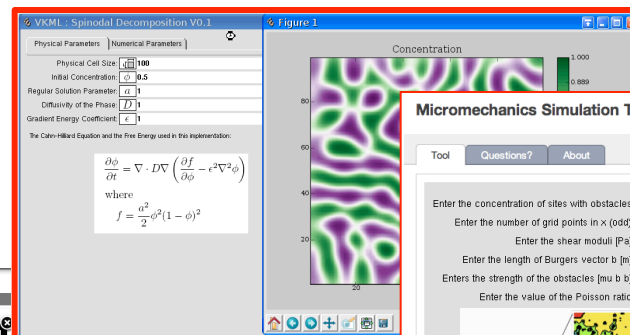 VKML : Spinodal Decomposition V0.1
Physical Parameters
Numerical Parameters
Physical Cell Size: 100
Initial Concentration: ϕ 0.5
Regular Solution Parameter: a 1
Diffusivity of the Phase: D 1
Gradient Energy Coefficient: ϵ 1
The Cahn-Hilliard Equation and the Free Energy used in this implementation:
∂ϕ/∂t = ∇ · D∇ (∂f/∂ϕ − ϵ²∇²ϕ)
where
f = a²/2 ϕ²(1 − ϕ)²
Figure 1
Concentration
1.000
0.889
80
60
40
20
20
Micromechanics Simulation T
Tool
Questions?
About
Enter the concentration of sites with obstacles
Enter the number of grid points in x (odd)
Enter the shear moduli [Pa]
Enter the length of Burgers vector b [m]
Enters the strength of the obstacles [mu b b]
Enter the value of the Poisson ratio